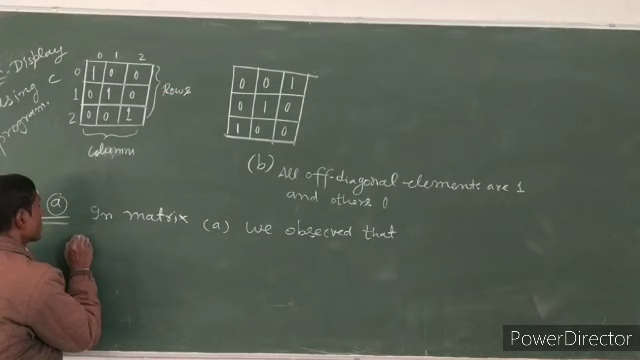 Display
using C
program.
0 1 2
0 1 0 0
1 0 1 0
2 0 0 1
Rows
Columns
0 0 1
0 1 0
1 0 0
(b) All off-diagonal elements are 1
and others 0
(a) In matrix (a) we observed that
PowerDirector